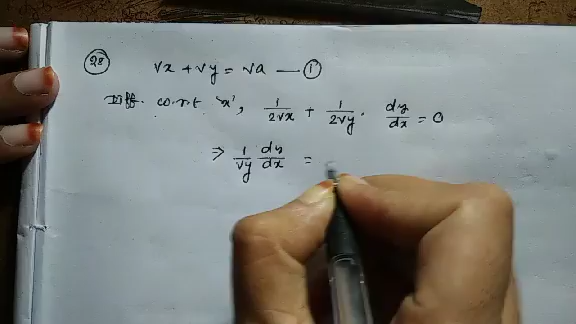 28 √x + √y = √a — ①
Diff. w.r.t 'x', 1/2√x + 1/2√y · dy/dx = 0
⇒ 1/√y dy/dx =